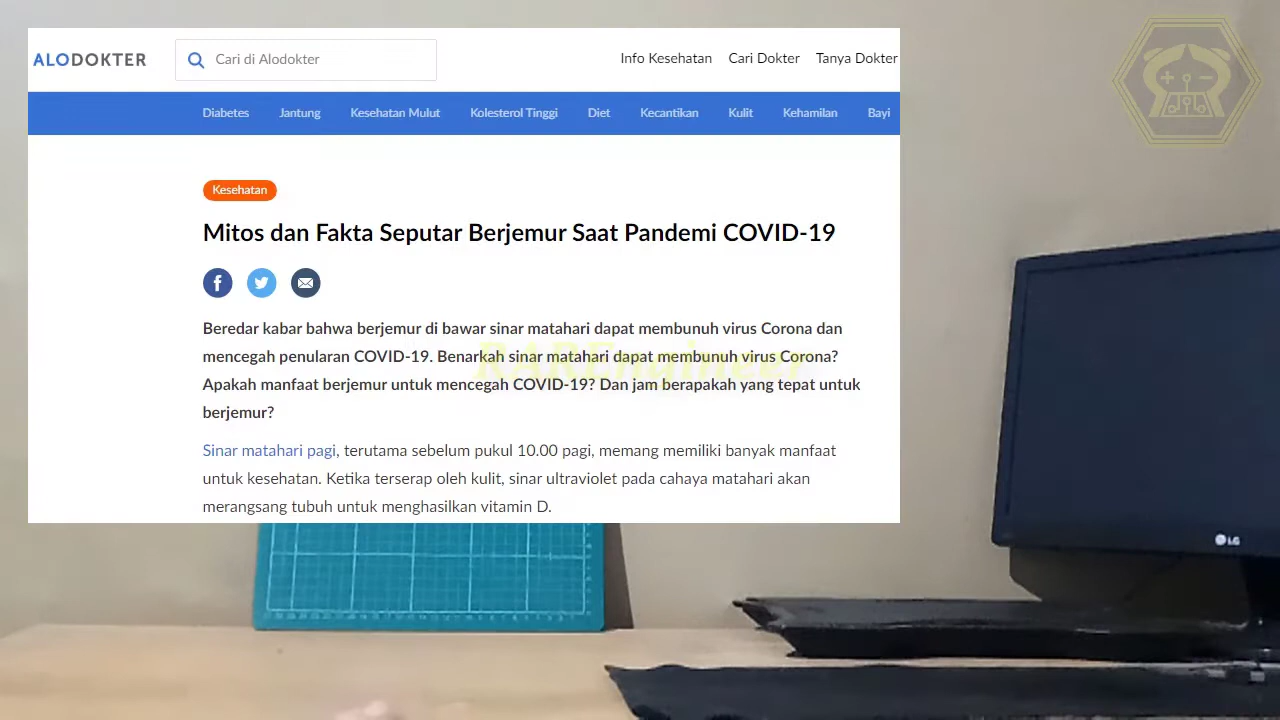 ALODOKTER
Cari di Alodokter
Info Kesehatan Cari Dokter Tanya Dokter
Diabetes Jantung Kesehatan Mulut Kolesterol Tinggi Diet Kecantikan Kulit Kehamilan Bayi
Kesehatan
Mitos dan Fakta Seputar Berjemur Saat Pandemi COVID-19
Beredar kabar bahwa berjemur di bawar sinar matahari dapat membunuh virus Corona dan
mencegah penularan COVID-19. Benarkah sinar matahari dapat membunuh virus Corona?
Apakah manfaat berjemur untuk mencegah COVID-19? Dan jam berapakah yang tepat untuk
berjemur?
Sinar matahari pagi, terutama sebelum pukul 10.00 pagi, memang memiliki banyak manfaat
untuk kesehatan. Ketika terserap oleh kulit, sinar ultraviolet pada cahaya matahari akan
merangsang tubuh untuk menghasilkan vitamin D.
LG